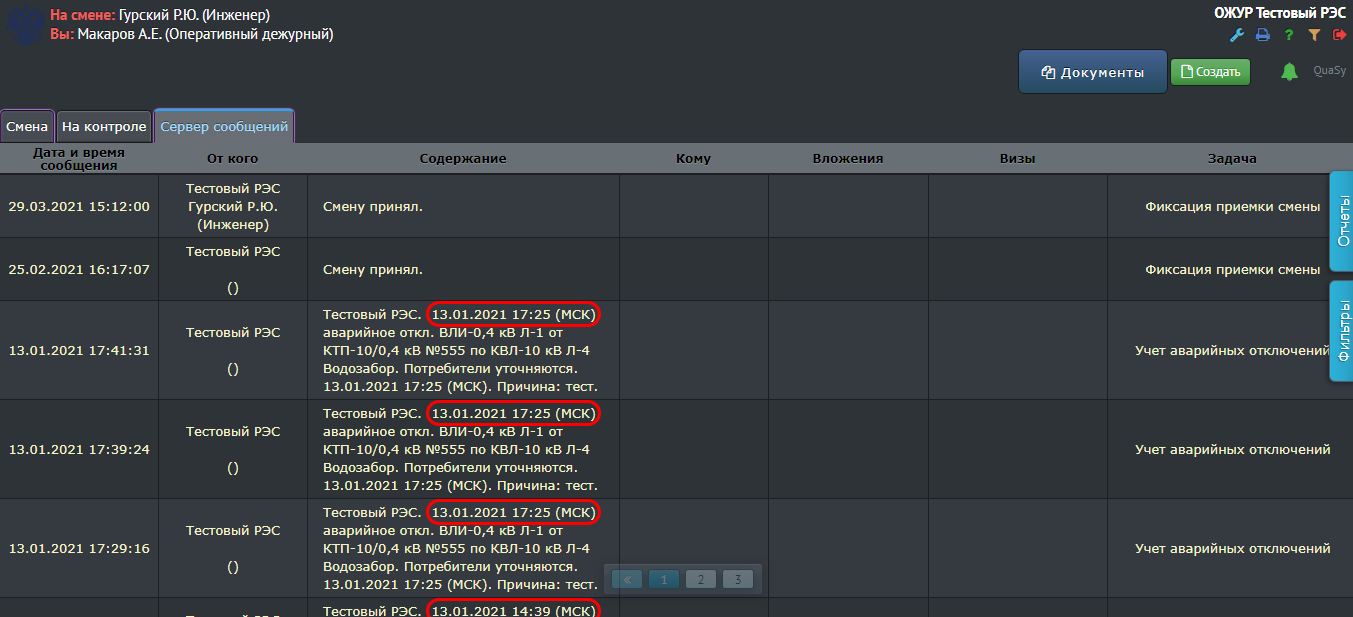 На смене: Гурский Р.Ю. (Инженер)
Вы: Макаров А.Е. (Оперативный дежурный)
ОЖУР Тестовый РЭС
?
Документы
Создать
QuaSy
Смена
На контроле
Сервер сообщений
Дата и время
сообщения
От кого
Содержание
Кому
Вложения
Визы
Задача
29.03.2021 15:12:00
Тестовый РЭС
Гурский Р.Ю.
(Инженер)
Смену принял.
Фиксация приемки смены
25.02.2021 16:17:07
Тестовый РЭС
()
Смену принял.
Фиксация приемки смены
13.01.2021 17:41:31
Тестовый РЭС
()
Тестовый РЭС. 13.01.2021 17:25 (МСК)
аварийное откл. ВЛИ-0,4 кВ Л-1 от
КТП-10/0,4 кВ №555 по КВЛ-10 кВ Л-4
Водозабор. Потребители уточняются.
13.01.2021 17:25 (МСК). Причина: тест.
Учет аварийных отключений
13.01.2021 17:39:24
Тестовый РЭС
()
Тестовый РЭС. 13.01.2021 17:25 (МСК)
аварийное откл. ВЛИ-0,4 кВ Л-1 от
КТП-10/0,4 кВ №555 по КВЛ-10 кВ Л-4
Водозабор. Потребители уточняются.
13.01.2021 17:25 (МСК). Причина: тест.
Учет аварийных отключений
13.01.2021 17:29:16
Тестовый РЭС
()
Тестовый РЭС. 13.01.2021 17:25 (МСК)
аварийное откл. ВЛИ-0,4 кВ Л-1 от
КТП-10/0,4 кВ №555 по КВЛ-10 кВ Л-4
Водозабор. Потребители уточняются.
13.01.2021 17:25 (МСК). Причина: тест.
Учет аварийных отключений
Тестовый РЭС. 13.01.2021 14:39 (МСК)
« 1 2 3
Отчеты
Фильтры